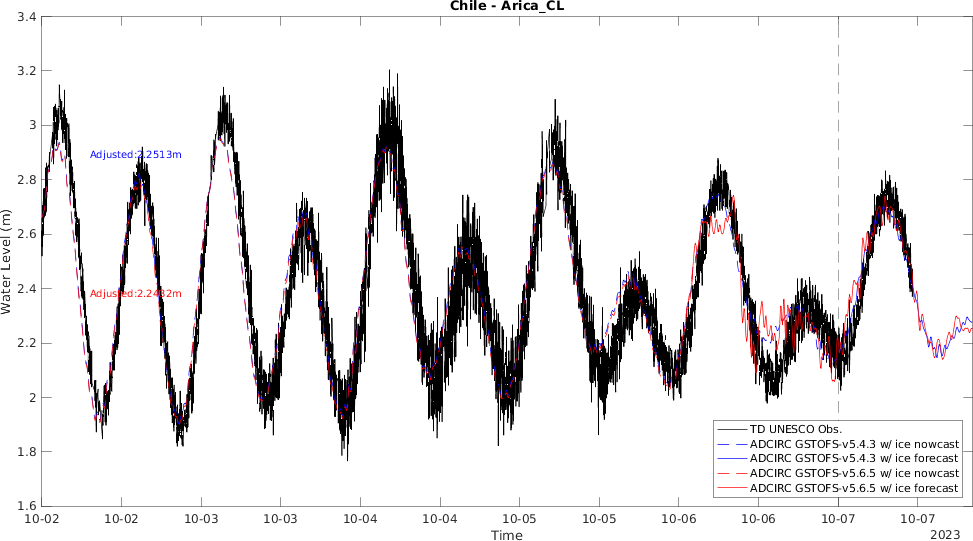 Chile - Arica_CL
3.4
3.2
3
2.8
2.6
2.4
2.2
2
1.8
1.6
Water Level (m)
Adjusted:2.2513m
Adjusted:2.2432m
TD UNESCO Obs.
ADCIRC GSTOFS-v5.4.3 w/ ice nowcast
ADCIRC GSTOFS-v5.4.3 w/ ice forecast
ADCIRC GSTOFS-v5.6.5 w/ ice nowcast
ADCIRC GSTOFS-v5.6.5 w/ ice forecast
10-02 10-02 10-03 10-03 10-04 10-04 10-05 10-05 10-06 10-06 10-07 10-07
Time
2023